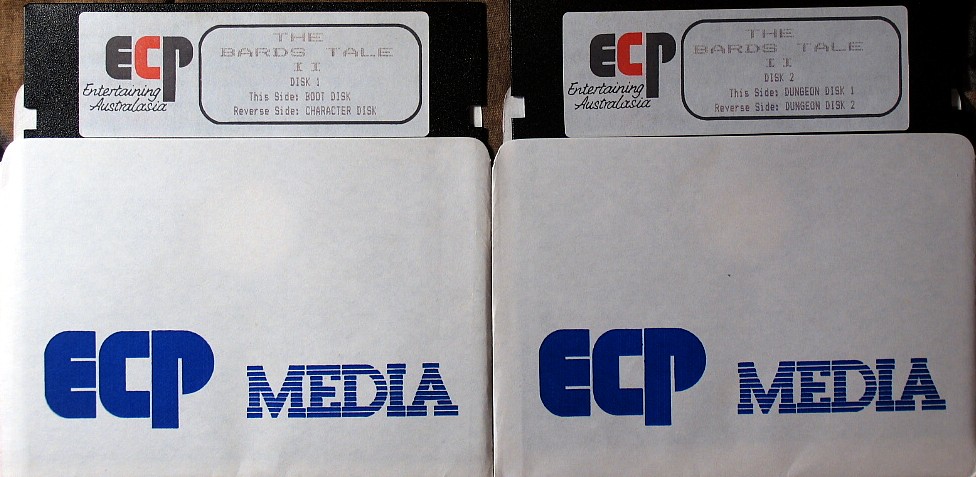 ECP
Entertaining
Australasia
THE
BARDS TALE
II
DISK 1
This Side: BOOT DISK
Reverse Side: CHARACTER DISK
ECP
MEDIA
ECP
Entertaining
Australasia
THE
BARDS TALE
II
DISK 2
This Side: DUNGEON DISK 1
Reverse Side: DUNGEON DISK 2
ECP
MEDIA